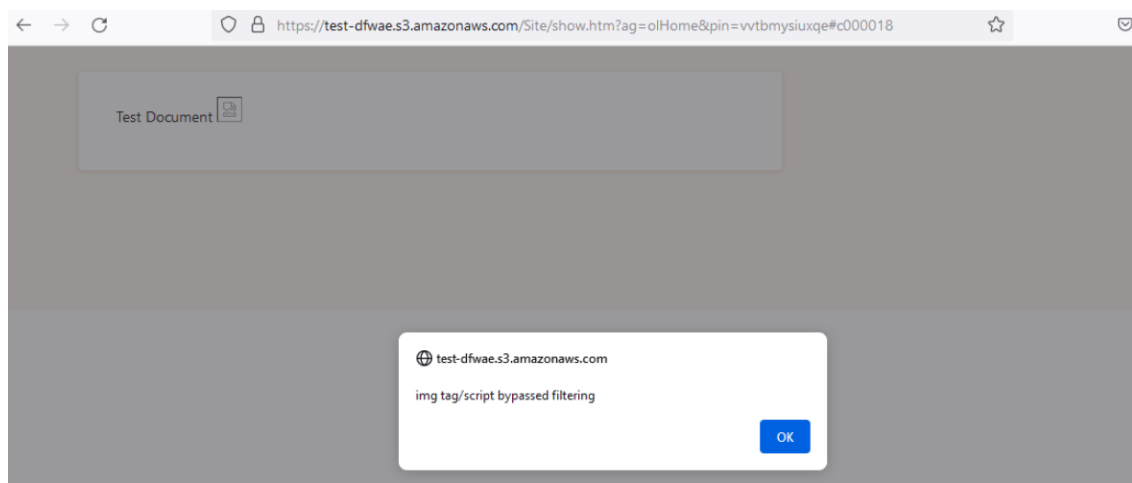 https://test-dfwae.s3.amazonaws.com/Site/show.htm?ag=olHome&pin=vvtbmysiuxqe#c000018
Test Document
test-dfwae.s3.amazonaws.com
img tag/script bypassed filtering
OK